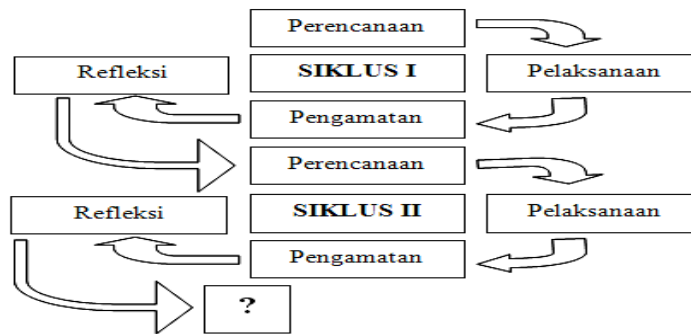 Perencanaan
Refleksi
SIKLUS I
Pelaksanaan
Pengamatan
Perencanaan
Refleksi
SIKLUS II
Pelaksanaan
Pengamatan
?